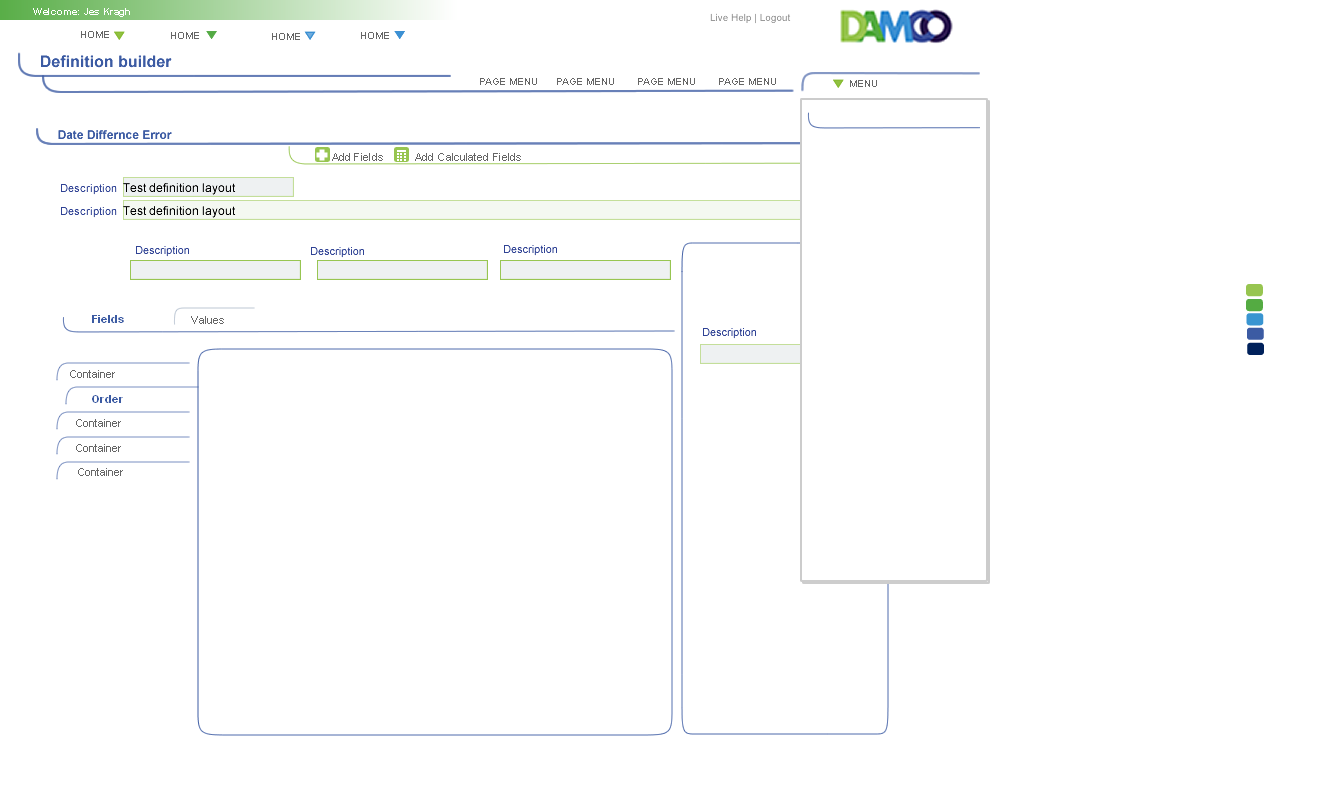 Welcome: Jes Kragh
Live Help | Logout
DAMCO
HOME HOME HOME HOME
Definition builder
PAGE MENU PAGE MENU PAGE MENU PAGE MENU
MENU
Date Differnce Error
Add Fields Add Calculated Fields
Description Test definition layout
Description Test definition layout
Description Description Description
Fields Values
Description
Container
Order
Container
Container
Container